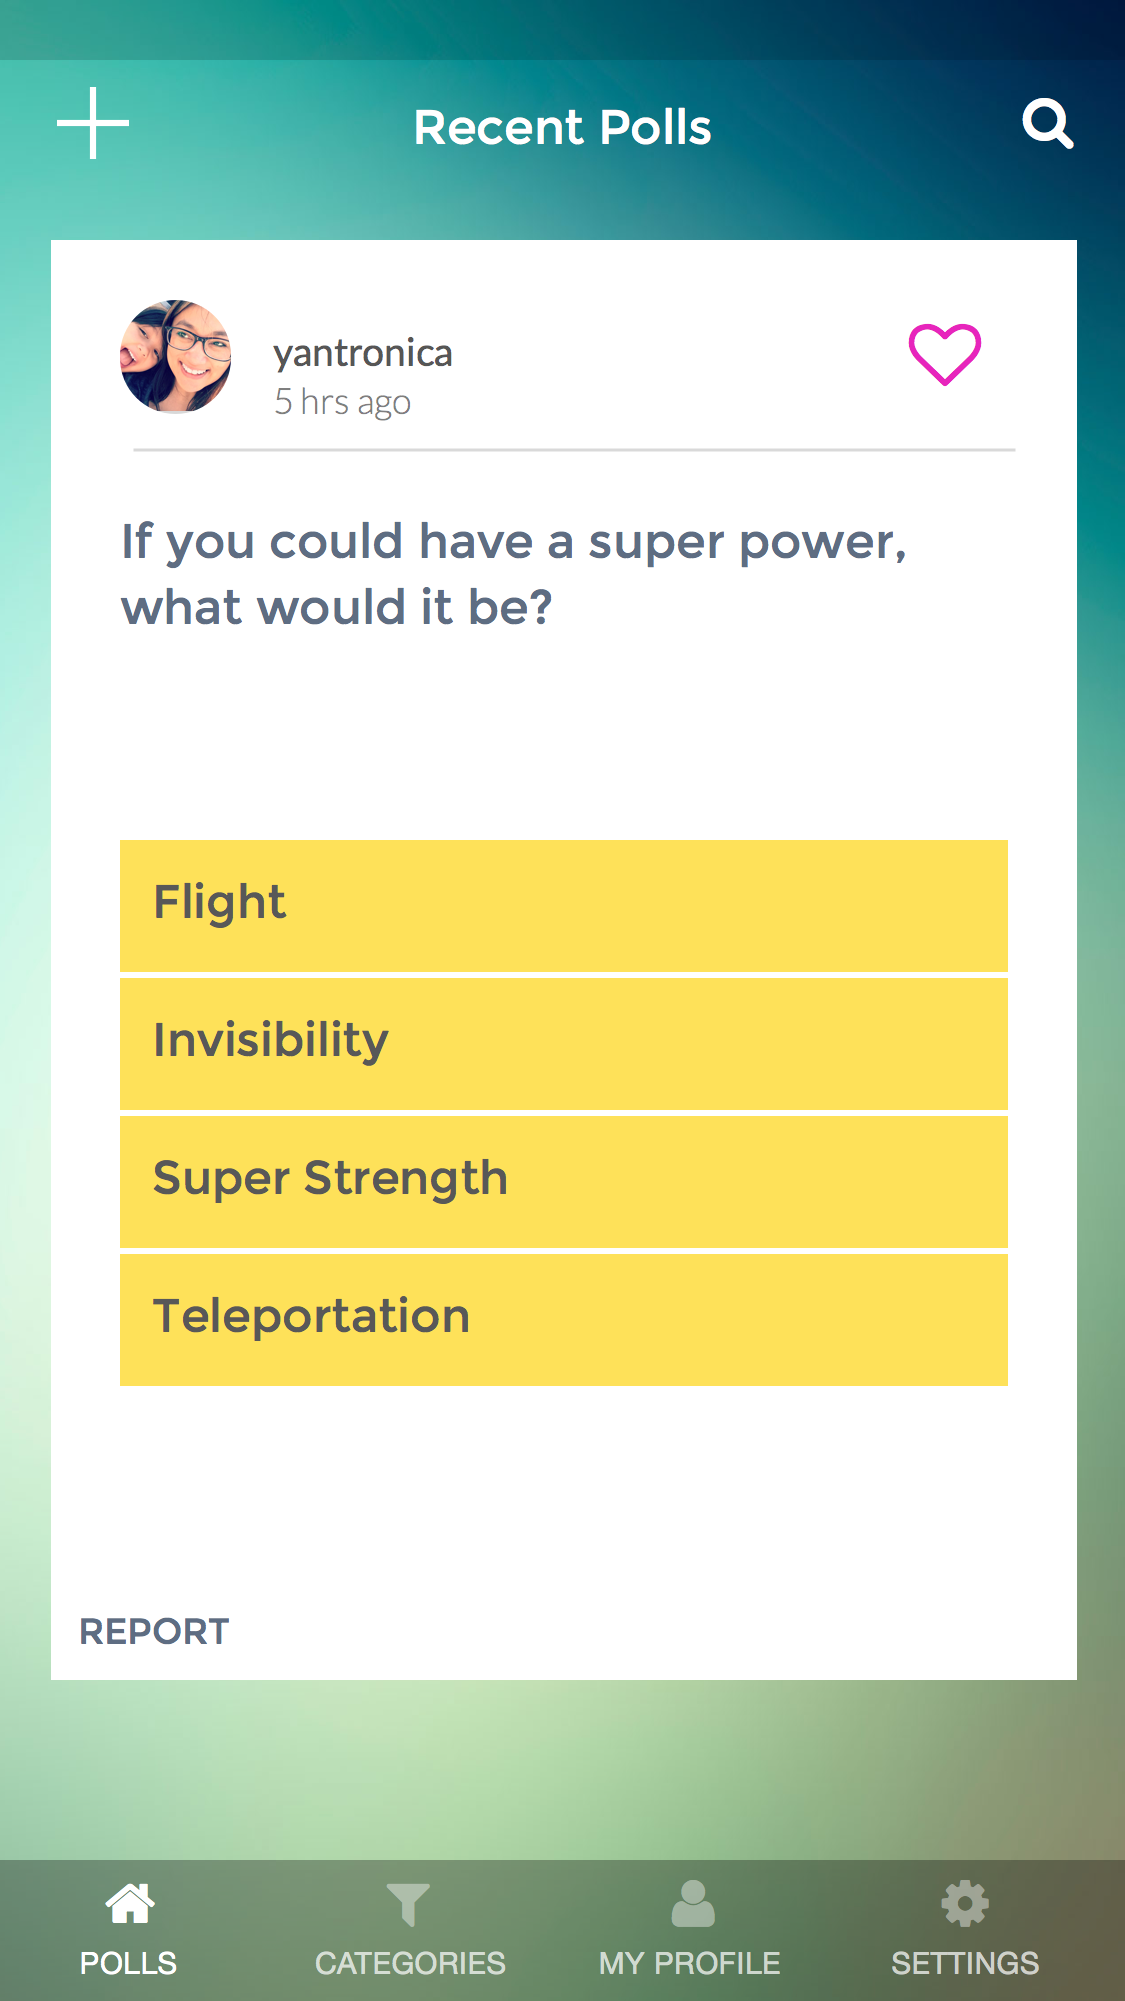 Recent Polls
yantronica
5 hrs ago
If you could have a super power,
what would it be?
Flight
Invisibility
Super Strength
Teleportation
REPORT
POLLS
CATEGORIES
MY PROFILE
SETTINGS